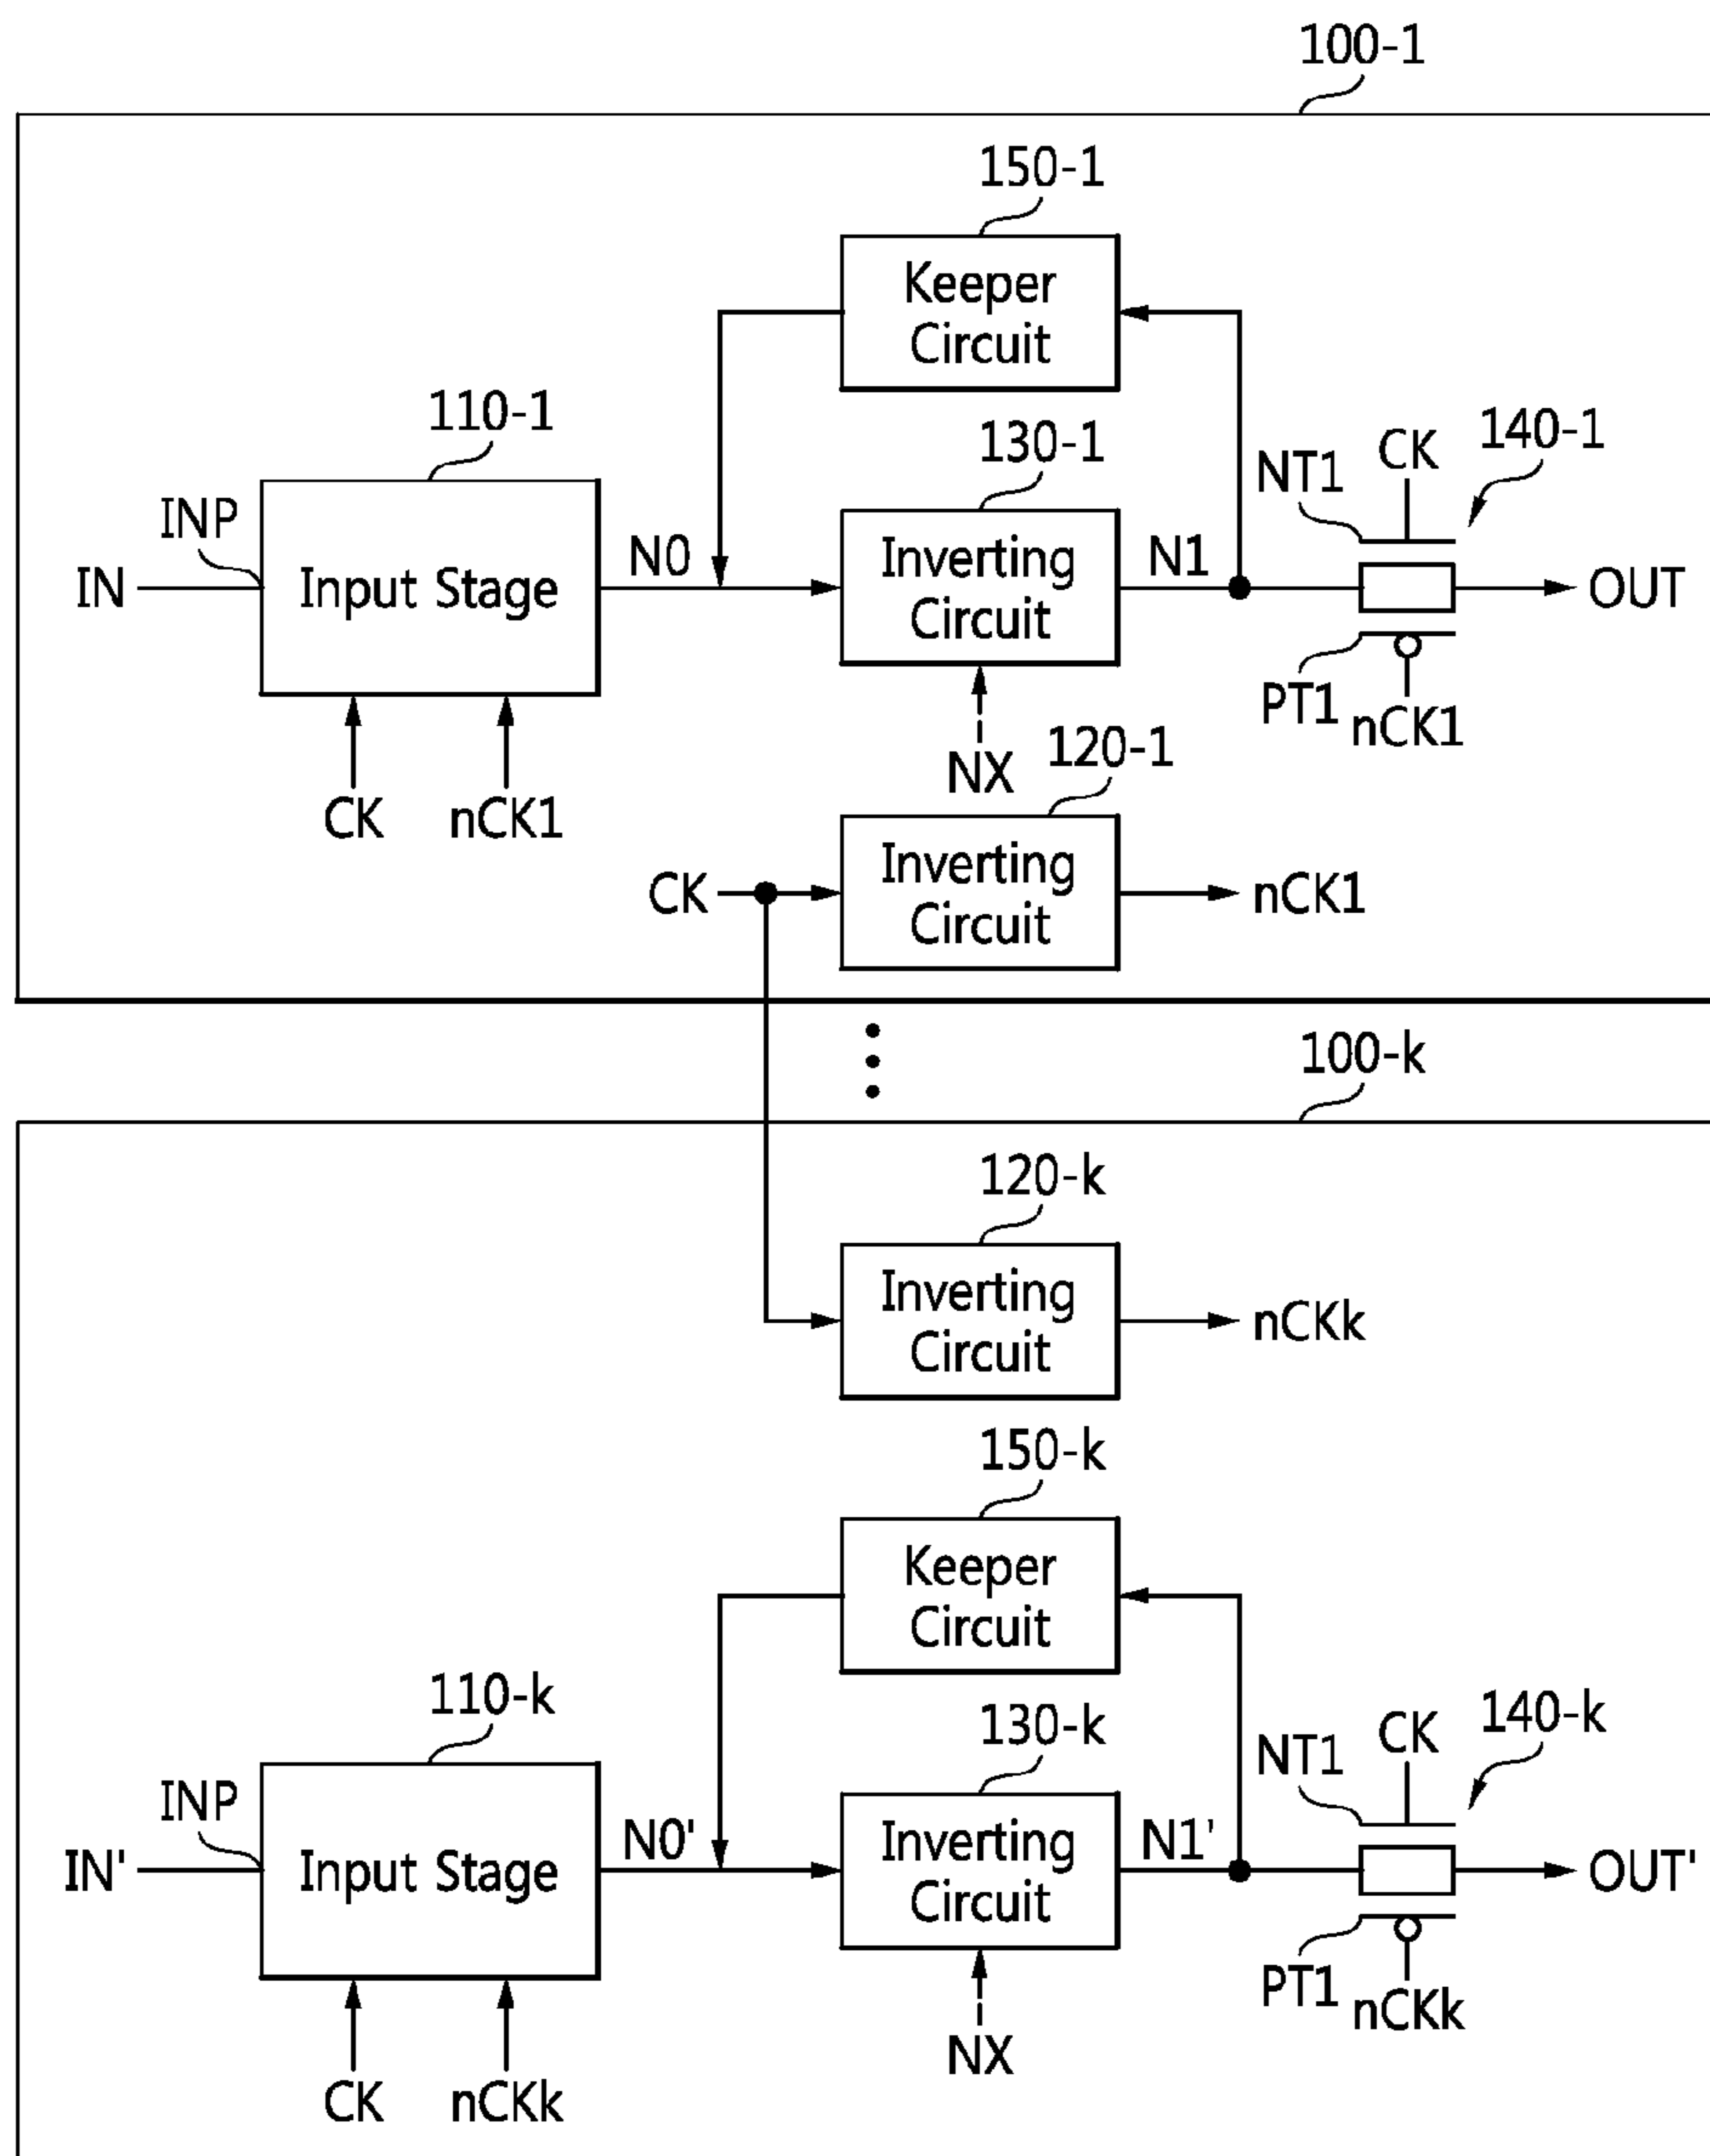 100-1
150-1
Keeper
Circuit
110-1
130-1
CK
140-1
NT1
INP
N0
Inverting
Circuit
N1
IN
Input Stage
OUT
PT1
nCK1
NX
120-1
CK
nCK1
CK
Inverting
Circuit
nCK1
100-k
120-k
Inverting
Circuit
nCKk
150-k
Keeper
Circuit
110-k
130-k
CK
140-k
NT1
INP
N0'
Inverting
Circuit
N1'
IN'
Input Stage
OUT'
PT1
nCKk
NX
CK
nCKk